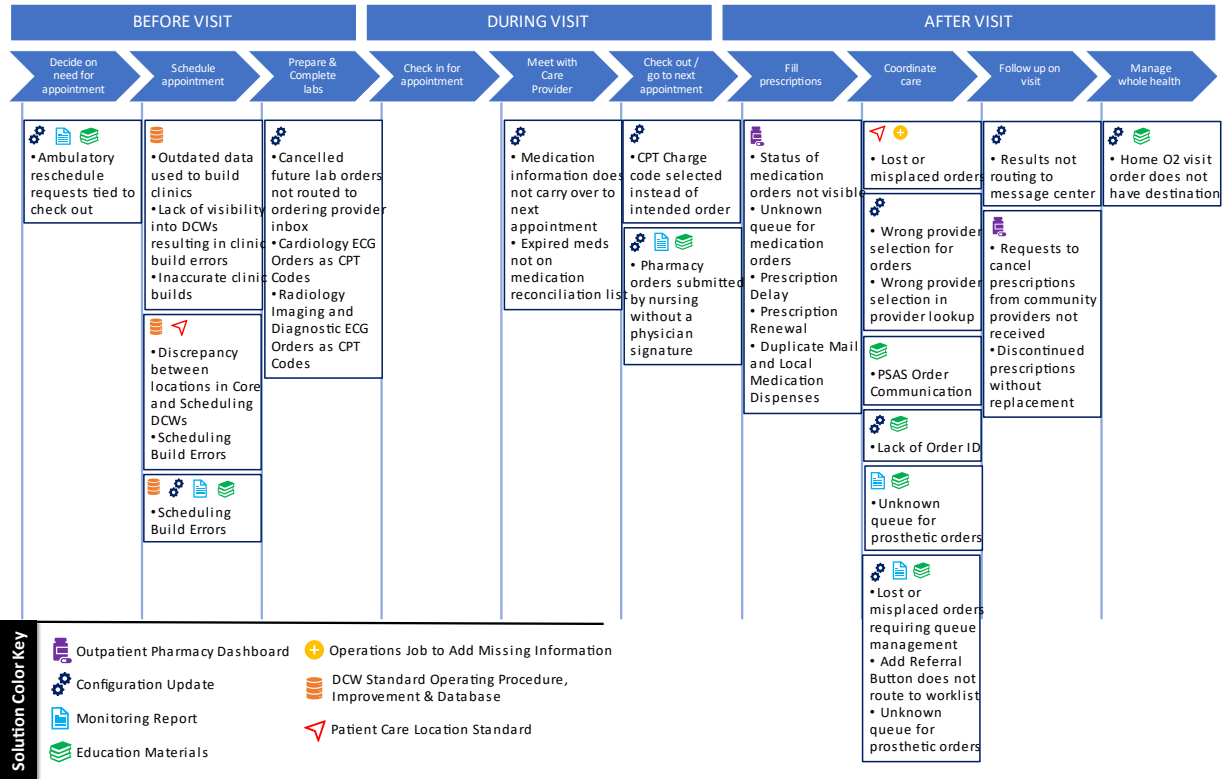 BEFORE VISIT
DURING VISIT
AFTER VISIT
Decide on
need for
appointment
Schedule
appointment
Prepare &
Complete
labs
Check in for
appointment
Meet with
Care
Provider
Check out /
go to next
appointment
Fill
prescriptions
Coordinate
care
Follow up on
visit
Manage
whole health
• Ambulatory
reschedule
requests tied to
check out
• Outdated data
used to build
clinics
• Lack of visibility
into DCWs
resulting in clinic
build errors
• Inaccurate clinic
builds
• Discrepancy
between
locations in Core
and Scheduling
DCWs
• Scheduling
Build Errors
• Scheduling
Build Errors
• Cancelled
future lab orders
not routed to
ordering provider
inbox
• Cardiology ECG
Orders as CPT
Codes
• Radiology
Imaging and
Diagnostic ECG
Orders as CPT
Codes
• Medication
information does
not carry over to
next
appointment
• Expired meds
not on
medication
reconciliation list
• CPT Charge
code selected
instead of
intended order
• Pharmacy
orders submitted
by nursing
without a
physician
signature
• Status of
medication
orders not visible
• Unknown
queue for
medication
orders
• Prescription
Delay
• Prescription
Renewal
• Duplicate Mail
and Local
Medication
Dispenses
• Lost or
misplaced orders
• Wrong provider
selection for
orders
• Wrong provider
selection in
provider lookup
• PSAS Order
Communication
• Lack of Order ID
• Unknown
queue for
prosthetic orders
• Lost or
misplaced orders
requiring queue
management
• Add Referral
Button does not
route to worklist
• Unknown
queue for
prosthetic orders
• Results not
routing to
message center
• Requests to
cancel
prescriptions
from community
providers not
received
• Discontinued
prescriptions
without
replacement
• Home O2 visit
order does not
have destination
Solution Color Key
Outpatient Pharmacy Dashboard
Configuration Update
Monitoring Report
Education Materials
Operations Job to Add Missing Information
DCW Standard Operating Procedure,
Improvement & Database
Patient Care Location Standard